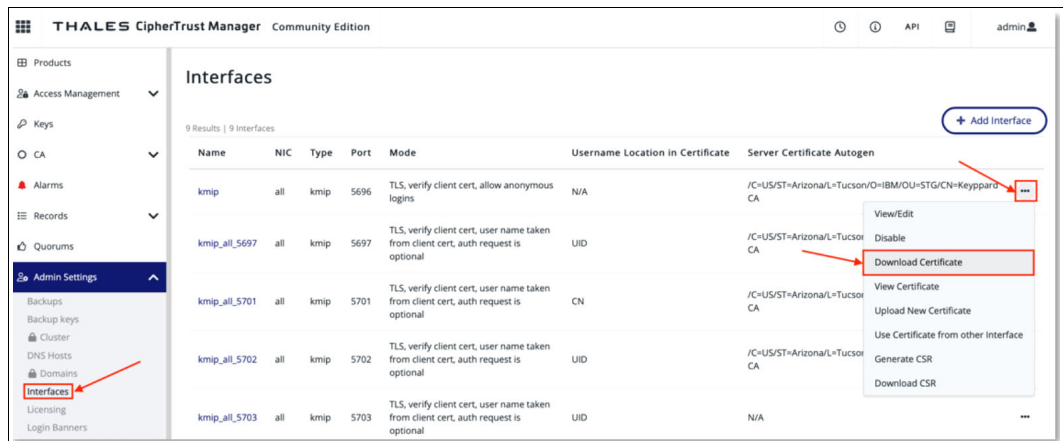 THALES CipherTrust Manager Community Edition
API
admin
Products
Access Management
Keys
CA
Alarms
Records
Quorums
Admin Settings
Backups
Backup keys
Cluster
DNS Hosts
Domains
Interfaces
Licensing
Login Banners
Interfaces
+ Add Interface
9 Results | 9 Interfaces
Name NIC Type Port Mode Username Location in Certificate Server Certificate Autogen
kmip all kmip 5696 TLS, verify client cert, allow anonymous N/A /C=US/ST=Arizona/L=Tucson/O=IBM/OU=STG/CN=Keyppard
logins CA
kmip_all_5697 all kmip 5697 TLS, verify client cert, user name taken UID /C=US/ST=Arizona/L=Tucson
from client cert, auth request is CA
optional
kmip_all_5701 all kmip 5701 TLS, verify client cert, user name taken CN /C=US/ST=Arizona/L=Tucson
from client cert, auth request is CA
optional
kmip_all_5702 all kmip 5702 TLS, verify client cert, user name taken UID /C=US/ST=Arizona/L=Tucson
from client cert, auth request is CA
optional
kmip_all_5703 all kmip 5703 TLS, verify client cert, user name taken UID N/A
from client cert, auth request is
optional
View/Edit
Disable
Download Certificate
View Certificate
Upload New Certificate
Use Certificate from other Interface
Generate CSR
Download CSR